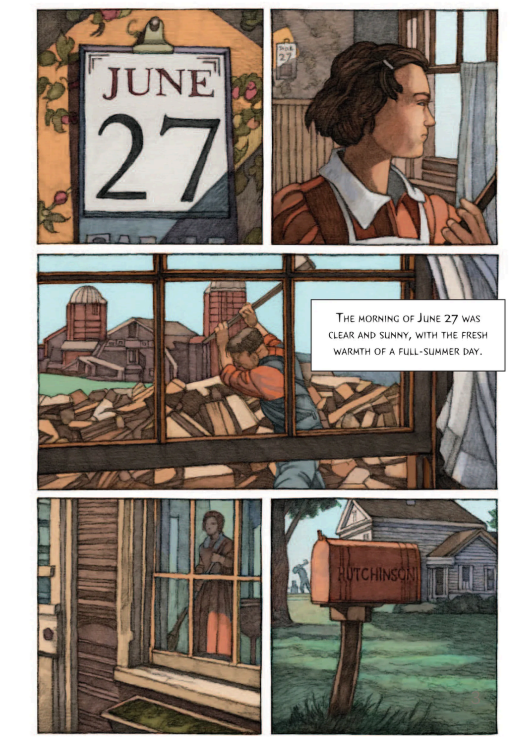 JUNE
27
27
THE MORNING OF JUNE 27 WAS
CLEAR AND SUNNY, WITH THE FRESH
WARMTH OF A FULL-SUMMER DAY.
HUTCHINSON